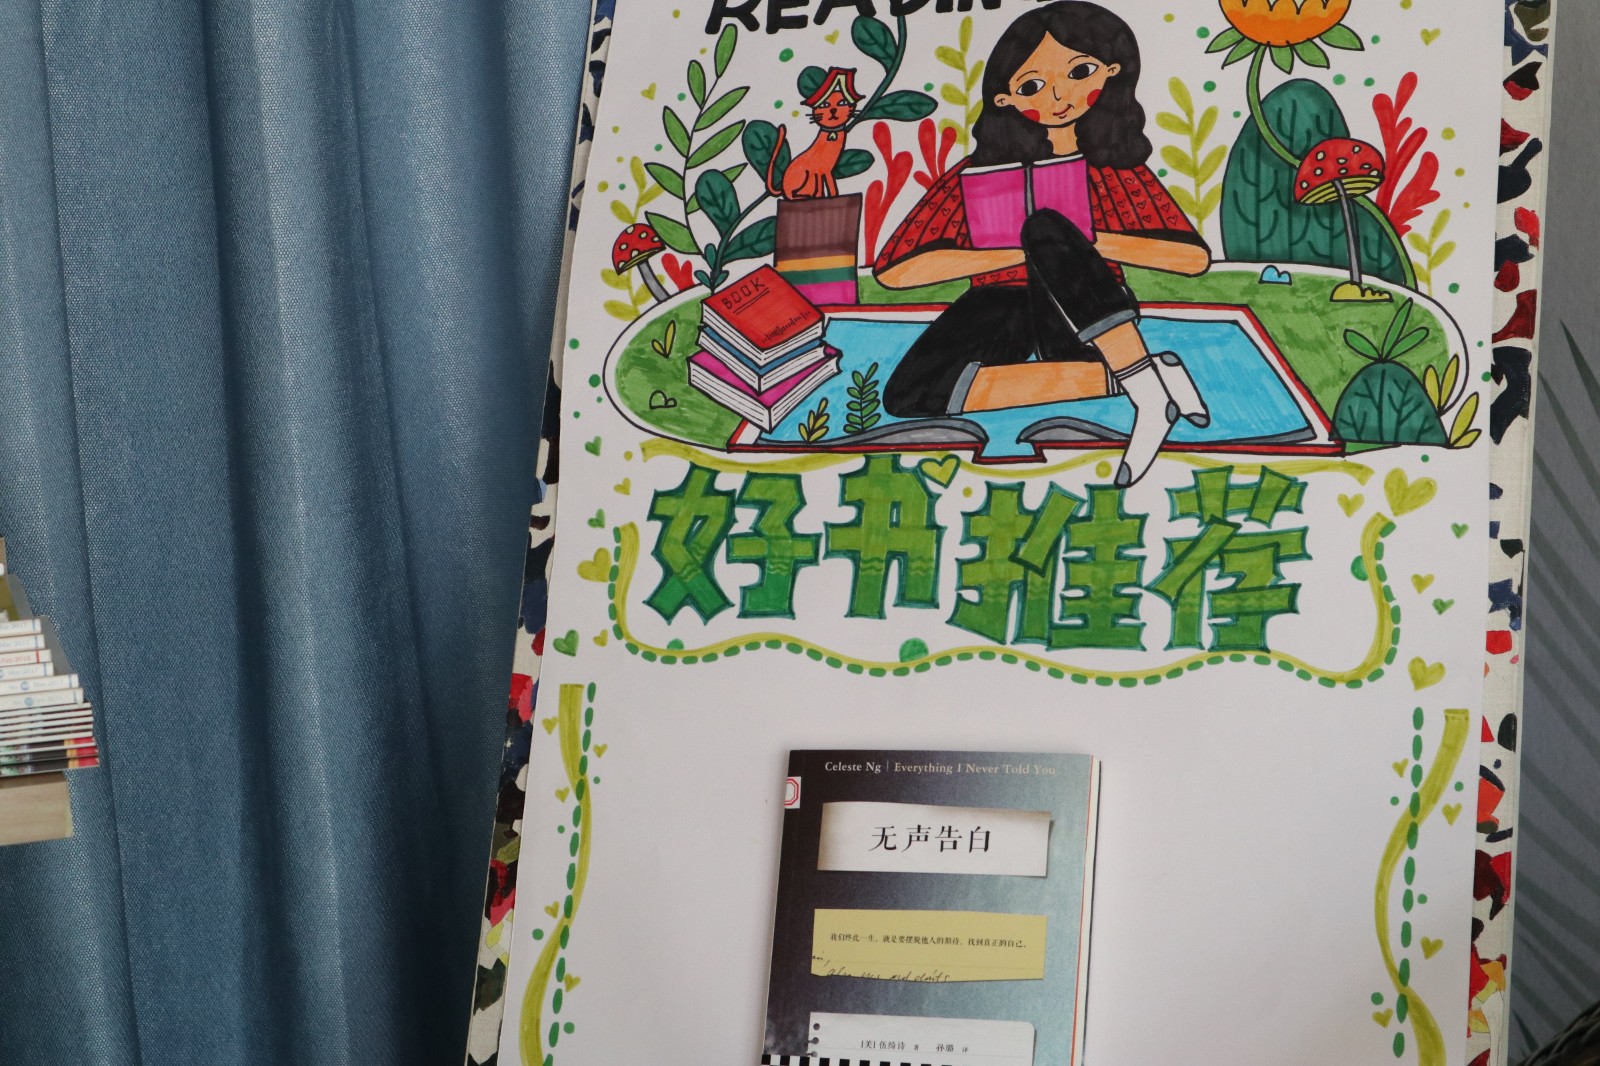 READIN
BOOK
好书推荐
Celeste Ng | Everything I Never Told You
无声告白
我们终此一生，就是要摆脱他人的期待，找到真正的自己。
[美] 伍绮诗 著 孙璐 译